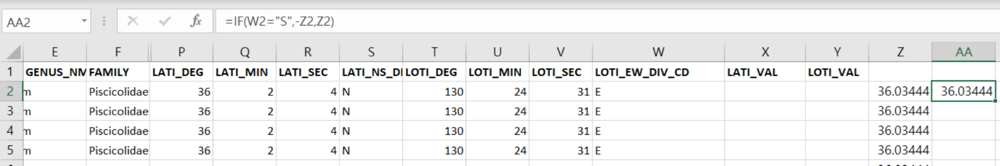 AA2 fx =IF(W2="S",-Z2,Z2)
E F P Q R S T U V W X Y Z AA
1 GENUS_NM FAMILY LATI_DEG LATI_MIN LATI_SEC LATI_NS_DI LOTI_DEG LOTI_MIN LOTI_SEC LOTI_EW_DIV_CD LATI_VAL LOTI_VAL
2 m Piscicolidae 36 2 4 N 130 24 31 E 36.03444 36.03444
3 m Piscicolidae 36 2 4 N 130 24 31 E 36.03444
4 m Piscicolidae 36 2 4 N 130 24 31 E 36.03444
5 m Piscicolidae 36 2 4 N 130 24 31 E 36.03444